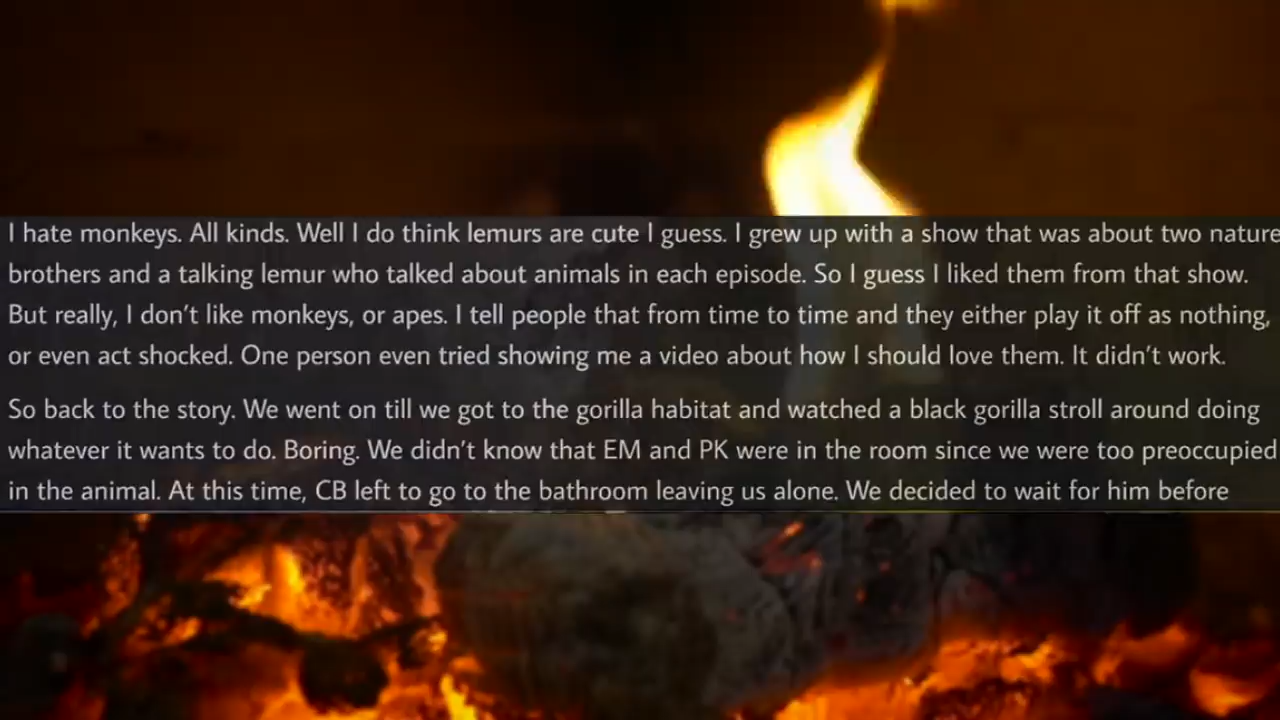 I hate monkeys. All kinds. Well I do think lemurs are cute I guess. I grew up with a show that was about two nature
brothers and a talking lemur who talked about animals in each episode. So I guess I liked them from that show.
But really, I don’t like monkeys, or apes. I tell people that from time to time and they either play it off as nothing,
or even act shocked. One person even tried showing me a video about how I should love them. It didn’t work.
So back to the story. We went on till we got to the gorilla habitat and watched a black gorilla stroll around doing
whatever it wants to do. Boring. We didn’t know that EM and PK were in the room since we were too preoccupied
in the animal. At this time, CB left to go to the bathroom leaving us alone. We decided to wait for him before